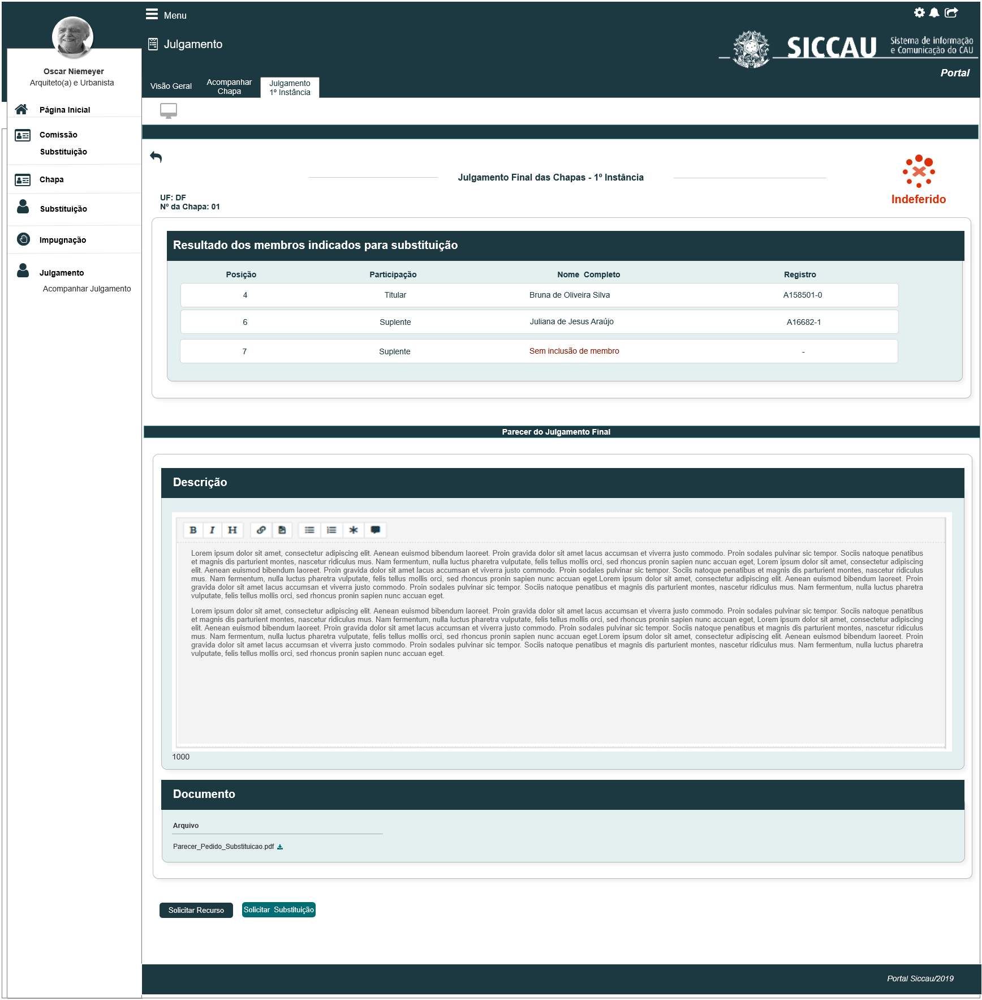 Menu
Julgamento
SICCAU
Sistema de informação
e Comunicação do CAU
Portal
Visão Geral
Acompanhar
Chapa
Julgamento
1º Instância
Oscar Niemeyer
Arquiteto(a) e Urbanista
Página Inicial
Comissão
Substituição
Chapa
Substituição
Impugnação
Julgamento
Acompanhar Julgamento
Julgamento Final das Chapas - 1º Instância
Indeferido
UF: DF
Nº da Chapa: 01
Resultado dos membros indicados para substituição
Posição Participação Nome Completo Registro
4 Titular Bruna de Oliveira Silva A158501-0
6 Suplente Juliana de Jesus Araújo A16682-1
7 Suplente Sem inclusão de membro -
Parecer do Julgamento Final
Descrição
B I H
Lorem ipsum dolor sit amet, consectetur adipiscing elit. Aenean euismod bibendum laoreet. Proin gravida dolor sit amet lacus accumsan et viverra justo commodo. Proin sodales pulvinar sic tempor. Sociis natoque penatibus
et magnis dis parturient montes, nascetur ridiculus mus. Nam fermentum, nulla luctus pharetra vulputate, felis tellus mollis orci, sed rhoncus pronin sapien nunc accuan eget, Lorem ipsum dolor sit amet, consectetur adipiscing
elit. Aenean euismod bibendum laoreet. Proin gravida dolor sit amet lacus accumsan et viverra justo commodo. Proin sodales pulvinar sic tempor. Sociis natoque penatibus et magnis dis parturient montes, nascetur ridiculus
mus. Nam fermentum, nulla luctus pharetra vulputate, felis tellus mollis orci, sed rhoncus pronin sapien nunc accuan eget.Lorem ipsum dolor sit amet, consectetur adipiscing elit. Aenean euismod bibendum laoreet. Proin
gravida dolor sit amet lacus accumsan et viverra justo commodo. Proin sodales pulvinar sic tempor. Sociis natoque penatibus et magnis dis parturient montes, nascetur ridiculus mus. Nam fermentum, nulla luctus pharetra
vulputate, felis tellus mollis orci, sed rhoncus pronin sapien nunc accuan eget.
Lorem ipsum dolor sit amet, consectetur adipiscing elit. Aenean euismod bibendum laoreet. Proin gravida dolor sit amet lacus accumsan et viverra justo commodo. Proin sodales pulvinar sic tempor. Sociis natoque penatibus
et magnis dis parturient montes, nascetur ridiculus mus. Nam fermentum, nulla luctus pharetra vulputate, felis tellus mollis orci, sed rhoncus pronin sapien nunc accuan eget, Lorem ipsum dolor sit amet, consectetur adipiscing
elit. Aenean euismod bibendum laoreet. Proin gravida dolor sit amet lacus accumsan et viverra justo commodo. Proin sodales pulvinar sic tempor. Sociis natoque penatibus et magnis dis parturient montes, nascetur ridiculus
mus. Nam fermentum, nulla luctus pharetra vulputate, felis tellus mollis orci, sed rhoncus pronin sapien nunc accuan eget.Lorem ipsum dolor sit amet, consectetur adipiscing elit. Aenean euismod bibendum laoreet. Proin
gravida dolor sit amet lacus accumsan et viverra justo commodo. Proin sodales pulvinar sic tempor. Sociis natoque penatibus et magnis dis parturient montes, nascetur ridiculus mus. Nam fermentum, nulla luctus pharetra
vulputate, felis tellus mollis orci, sed rhoncus pronin sapien nunc accuan eget.
1000
Documento
Arquivo
Parecer_Pedido_Substituicao.pdf
Solicitar Recurso
Solicitar Substituição
Portal Siccau/2019